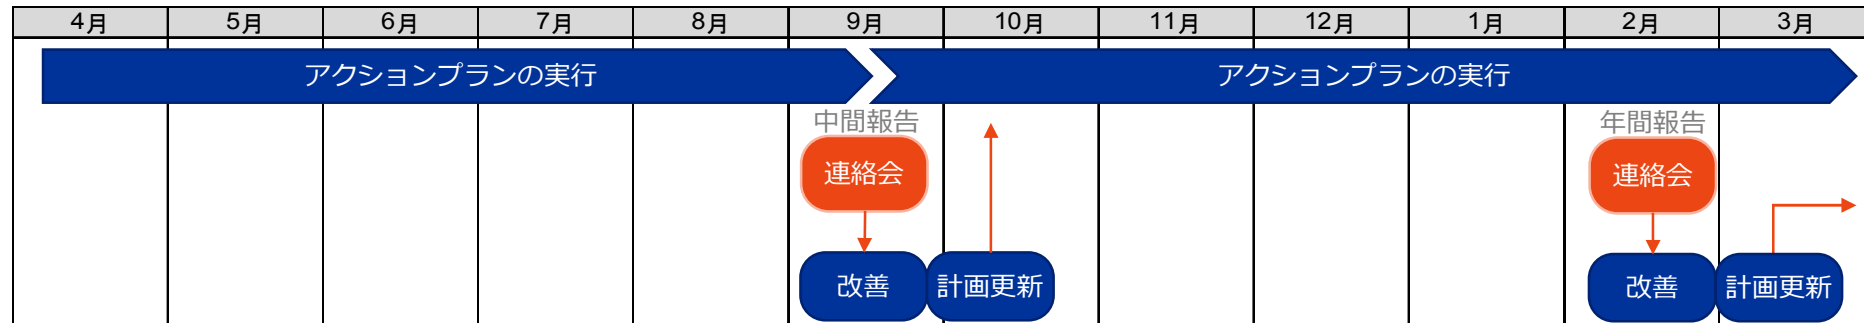 4月 5月 6月 7月 8月 9月 10月 11月 12月 1月 2月 3月
アクションプランの実行 アクションプランの実行
中間報告 年間報告
連絡会 連絡会
改善 計画更新 改善 計画更新